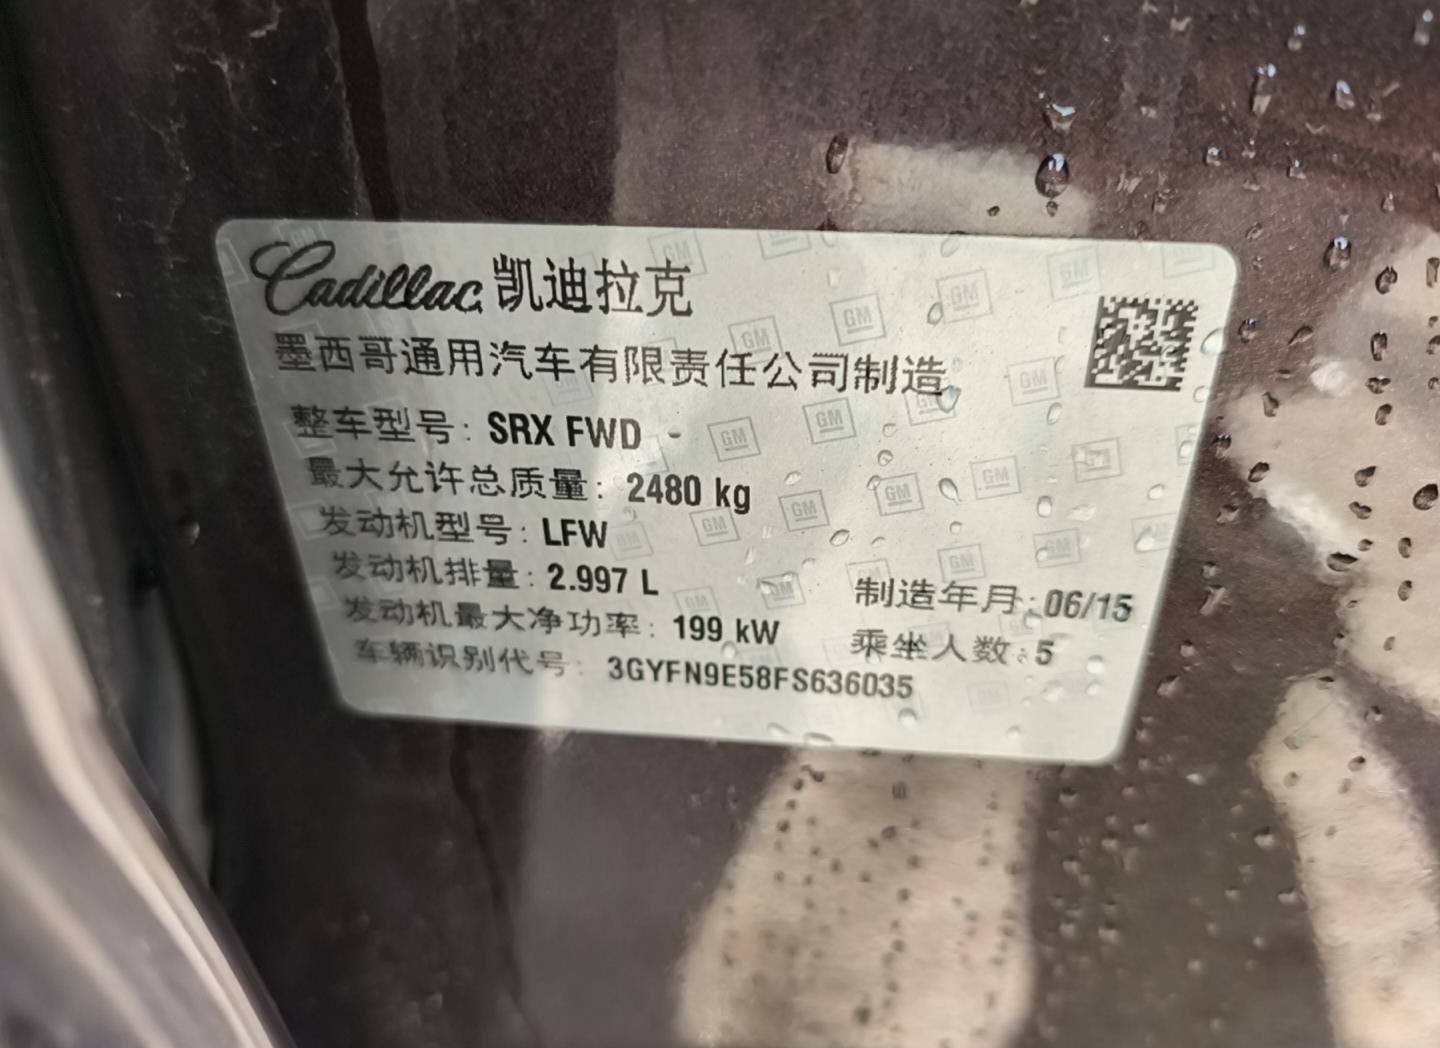 Cadillac 凯迪拉克
墨西哥通用汽车有限责任公司制造
整车型号: SRX FWD -
最大允许总质量: 2480 kg
发动机型号: LFW
发动机排量: 2.997 L
制造年月: 06/15
发动机最大净功率: 199 kW
乘坐人数: 5
车辆识别代号: 3GYFN9E58FS636035